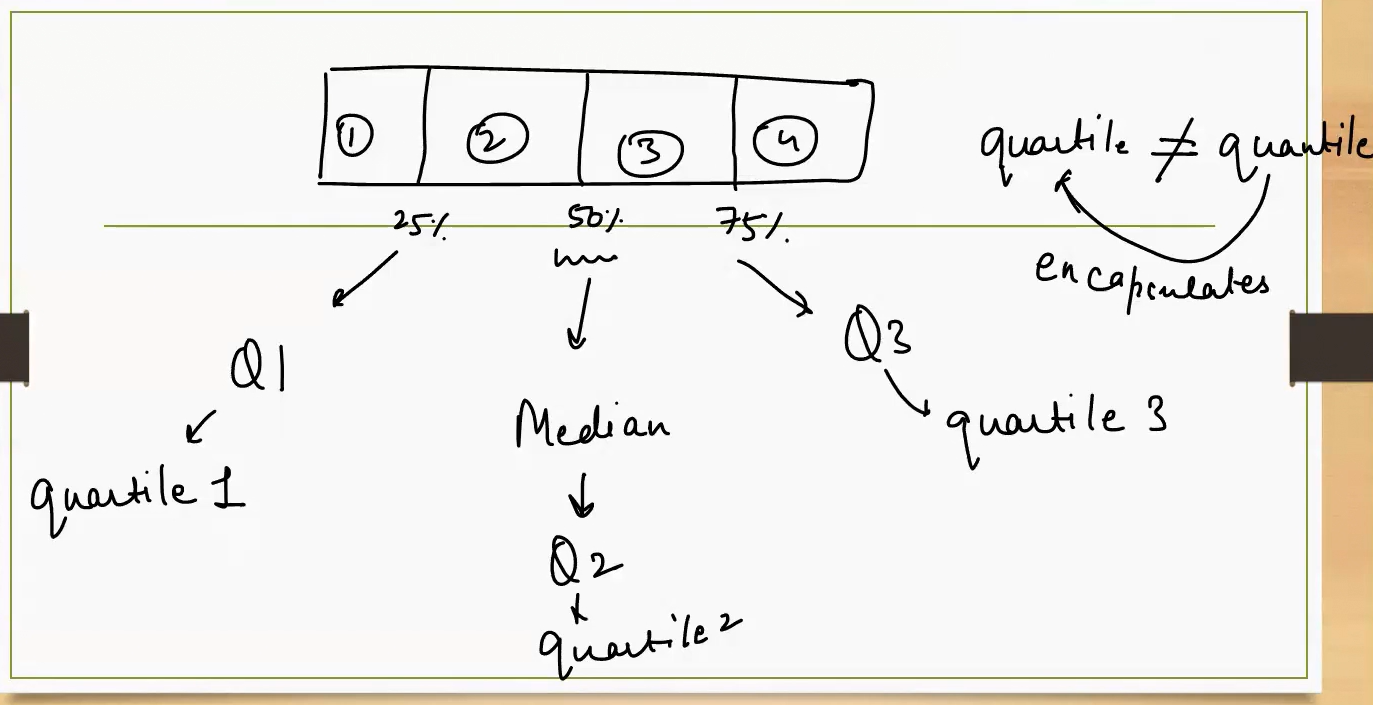 ① ② ③ ④
quartile ≠ quantile
25% 50% 75%
encapsulates
Q1
Q3
Median
quartile 3
quartile 1
Q2
quartile 2